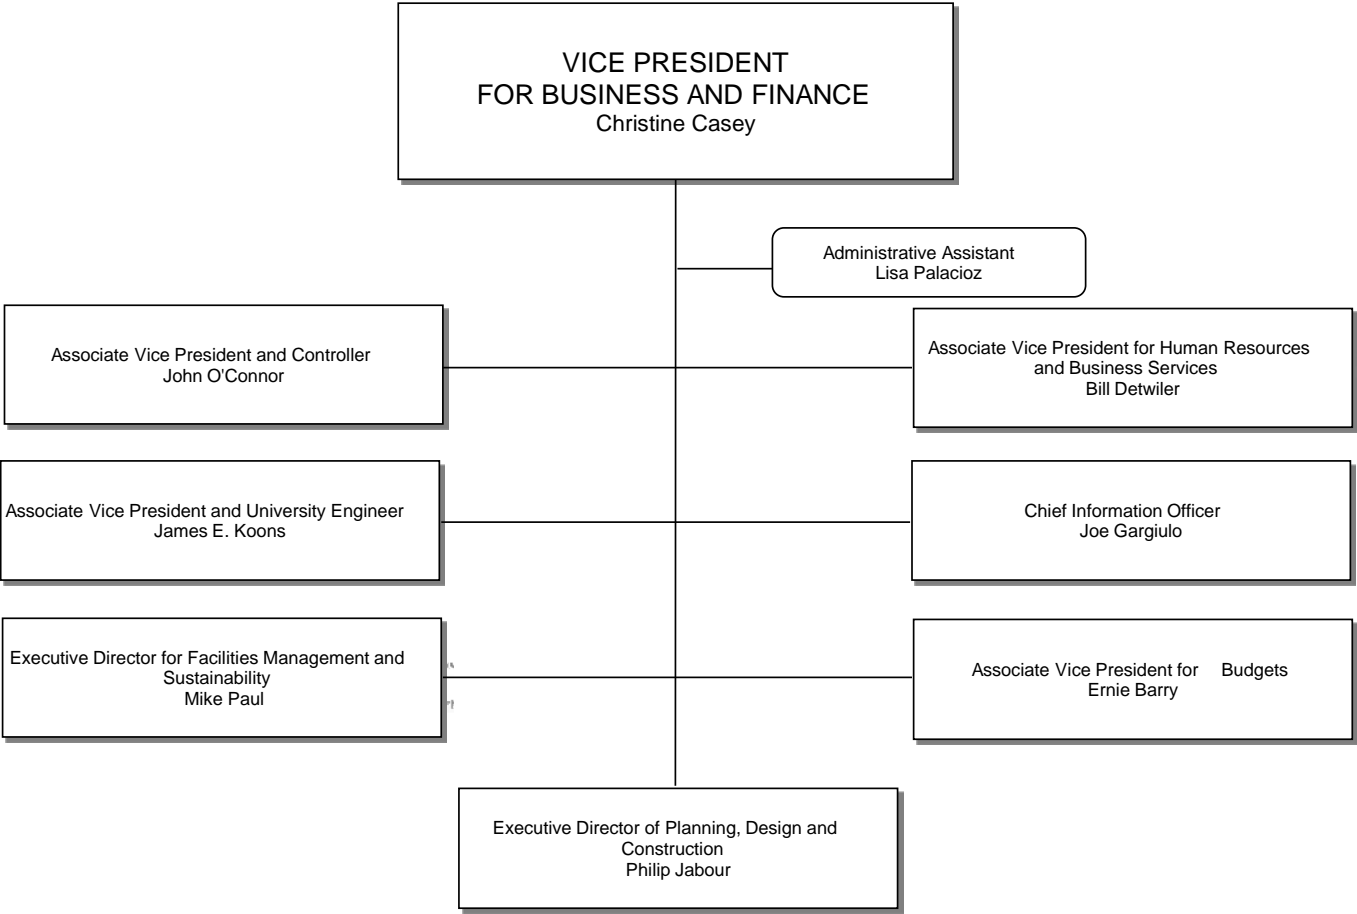 VICE PRESIDENT
FOR BUSINESS AND FINANCE
Christine Casey
Administrative Assistant
Lisa Palacioz
Associate Vice President and Controller
John O'Connor
Associate Vice President for Human Resources
and Business Services
Bill Detwiler
Associate Vice President and University Engineer
James E. Koons
Chief Information Officer
Joe Gargiulo
Executive Director for Facilities Management and
Sustainability
Mike Paul
Associate Vice President for Budgets
Ernie Barry
Executive Director of Planning, Design and
Construction
Philip Jabour